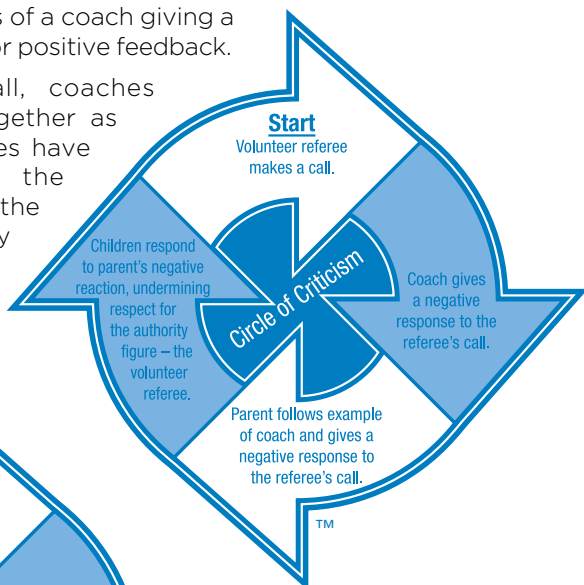 s of a coach giving a
or positive feedback.
all, coaches
gether as
es have
the
the
y
Start
Volunteer referee
makes a call.
Coach gives
a negative
response to the
referee's call.
Parent follows example
of coach and gives a
negative response to
the referee's call.
Children respond
to parent's negative
reaction, undermining
respect for
the authority
figure – the
volunteer
referee.
Circle of Criticism
TM